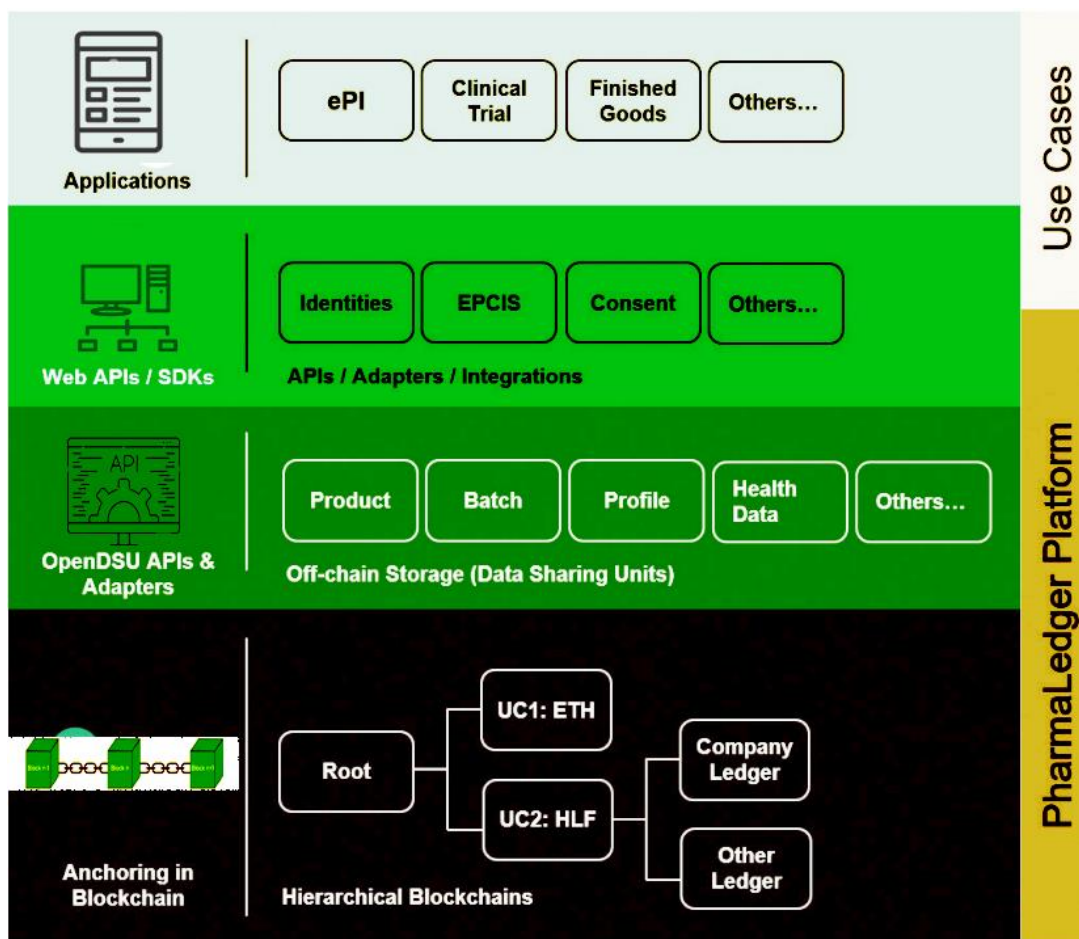 ePI
Clinical
Trial
Finished
Goods
Others...
Applications
Use Cases
Identities
EPCIS
Consent
Others...
Web APIs / SDKs
APIs / Adapters / Integrations
API
Product
Batch
Profile
Health
Data
Others...
OpenDSU APIs &
Adapters
Off-chain Storage (Data Sharing Units)
PharmaLedger Platform
UC1: ETH
Root
Company
Ledger
UC2: HLF
Other
Ledger
Anchoring in
Blockchain
Hierarchical Blockchains